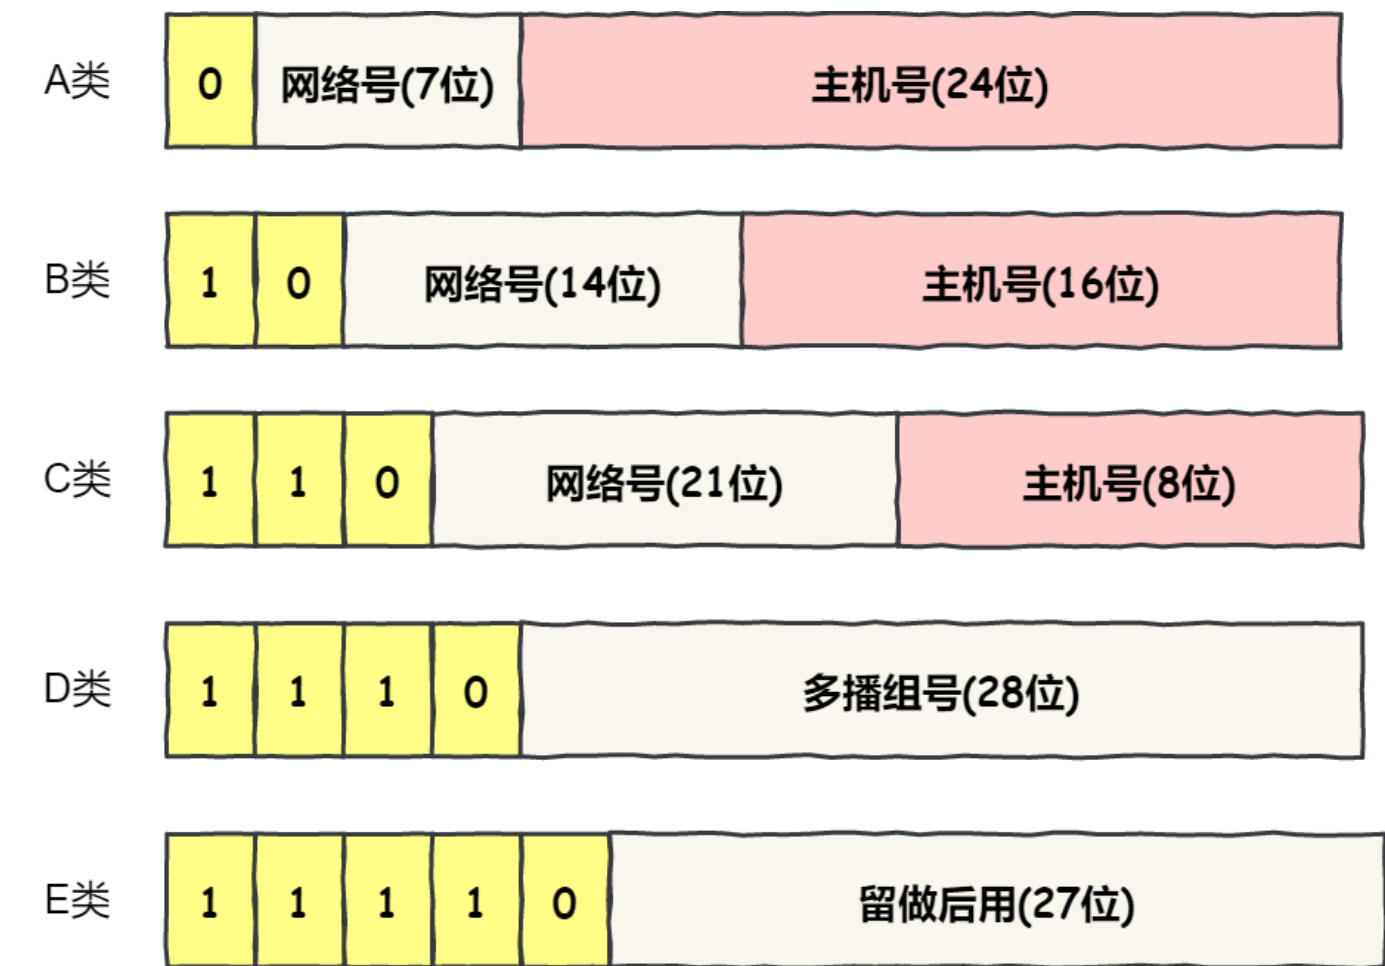 A类 0 网络号(7位) 主机号(24位)
B类 1 0 网络号(14位) 主机号(16位)
C类 1 1 0 网络号(21位) 主机号(8位)
D类 1 1 1 0 多播组号(28位)
E类 1 1 1 1 0 留做后用(27位)